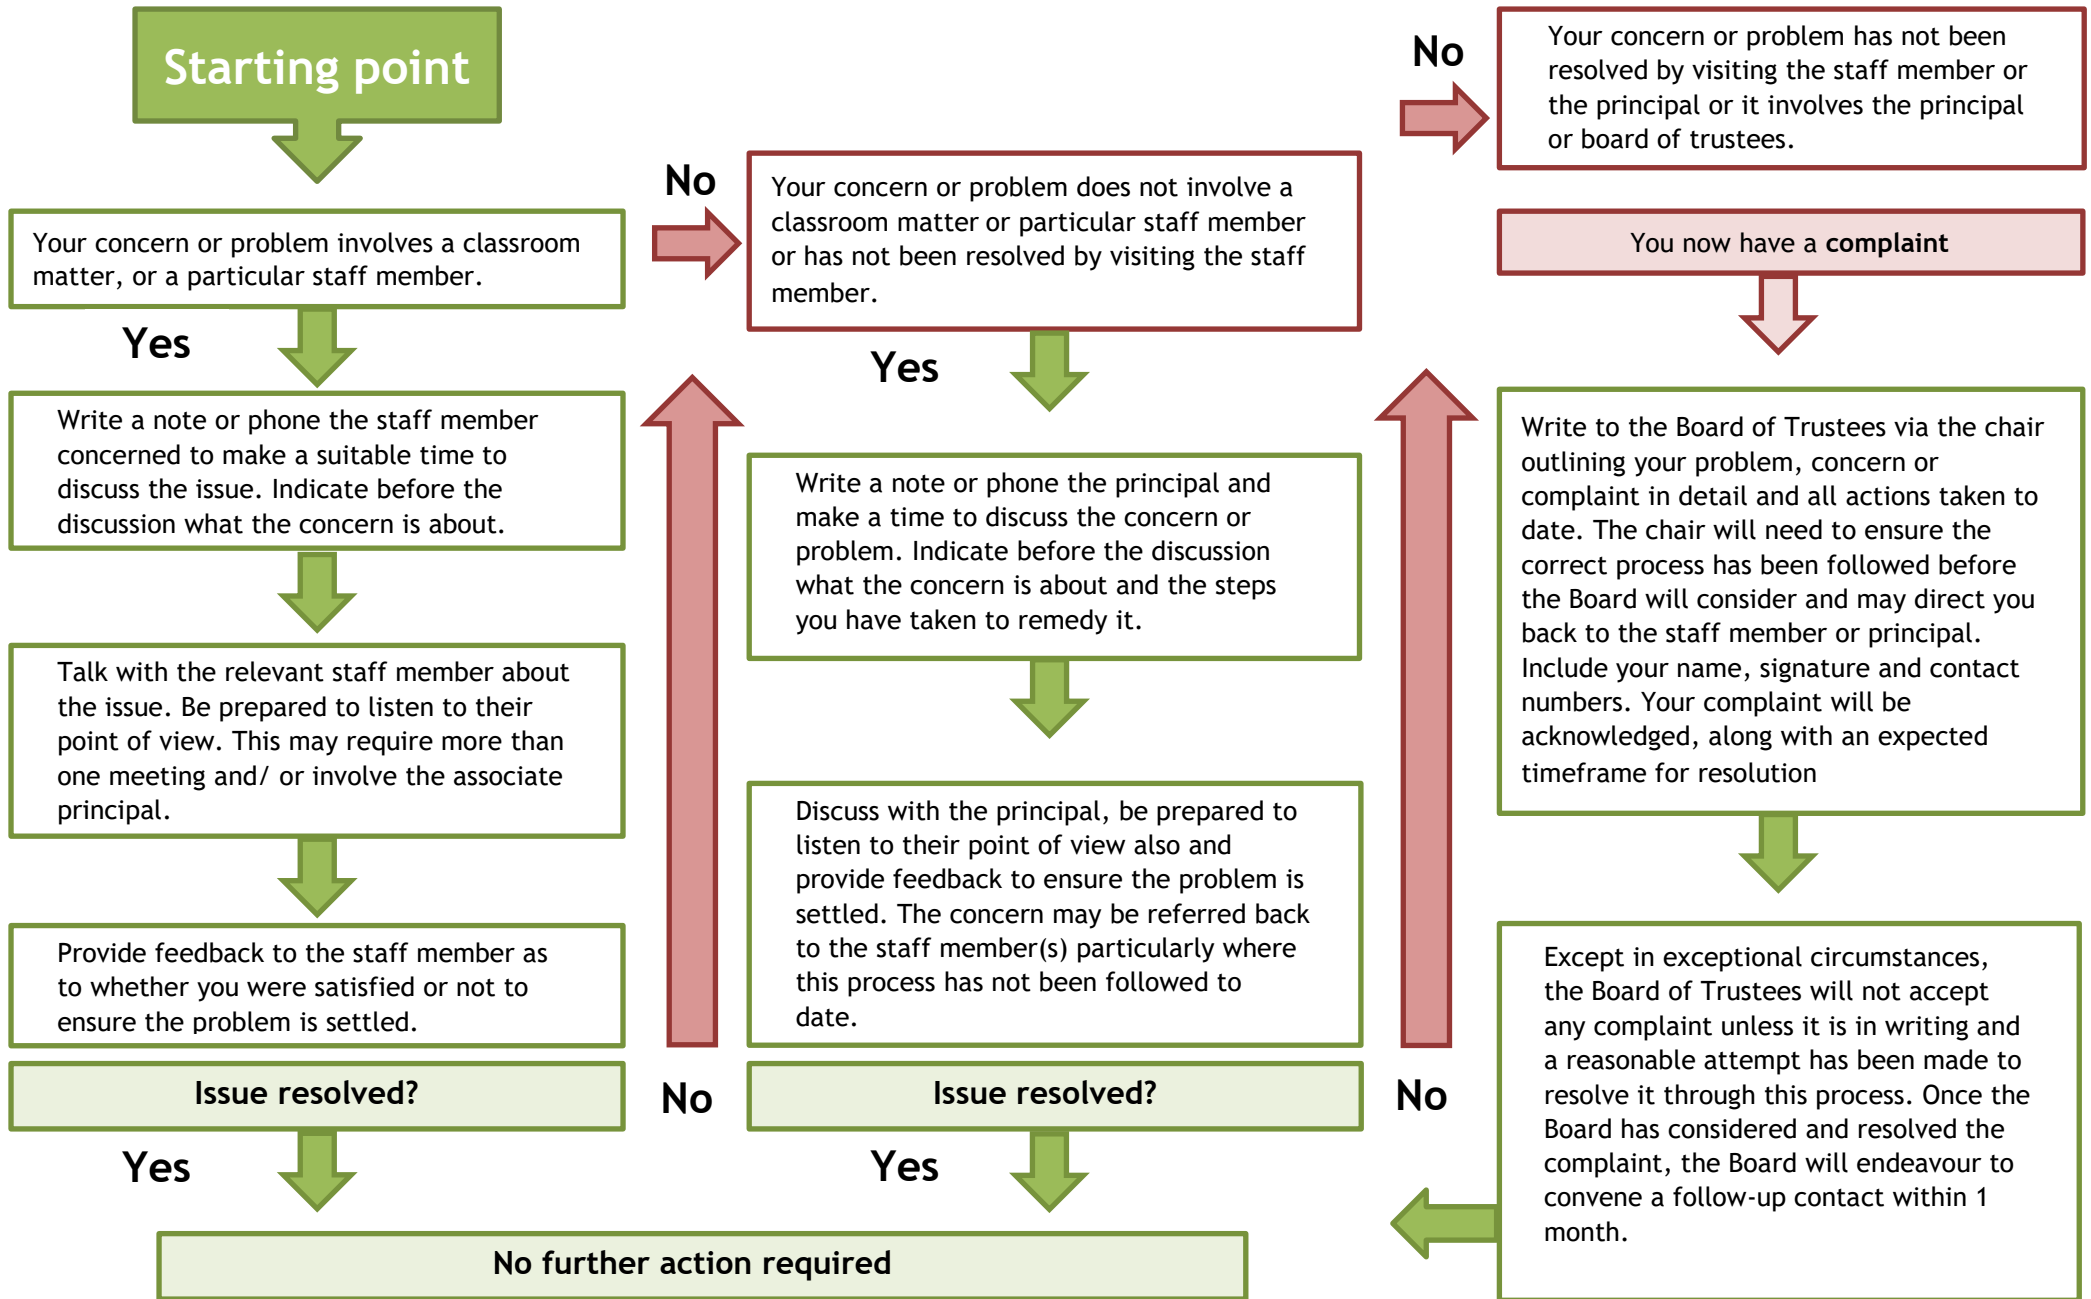 Starting point
Your concern or problem involves a classroom
matter, or a particular staff member.
Yes
Write a note or phone the staff member
concerned to make a suitable time to
discuss the issue. Indicate before the
discussion what the concern is about.
Talk with the relevant staff member about
the issue. Be prepared to listen to their
point of view. This may require more than
one meeting and/ or involve the associate
principal.
Provide feedback to the staff member as
to whether you were satisfied or not to
ensure the problem is settled.
Issue resolved?
Yes
No
Your concern or problem does not involve a
classroom matter or particular staff member
or has not been resolved by visiting the staff
member.
Yes
Write a note or phone the principal and
make a time to discuss the concern or
problem. Indicate before the discussion
what the concern is about and the steps
you have taken to remedy it.
Discuss with the principal, be prepared to
listen to their point of view also and
provide feedback to ensure the problem is
settled. The concern may be referred back
to the staff member(s) particularly where
this process has not been followed to
date.
No
Issue resolved?
Yes
No further action required
No
Your concern or problem has not been
resolved by visiting the staff member or
the principal or it involves the principal
or board of trustees.
You now have a complaint
Write to the Board of Trustees via the chair
outlining your problem, concern or
complaint in detail and all actions taken to
date. The chair will need to ensure the
correct process has been followed before
the Board will consider and may direct you
back to the staff member or principal.
Include your name, signature and contact
numbers. Your complaint will be
acknowledged, along with an expected
timeframe for resolution
No
Except in exceptional circumstances,
the Board of Trustees will not accept
any complaint unless it is in writing and
a reasonable attempt has been made to
resolve it through this process. Once the
Board has considered and resolved the
complaint, the Board will endeavour to
convene a follow-up contact within 1
month.